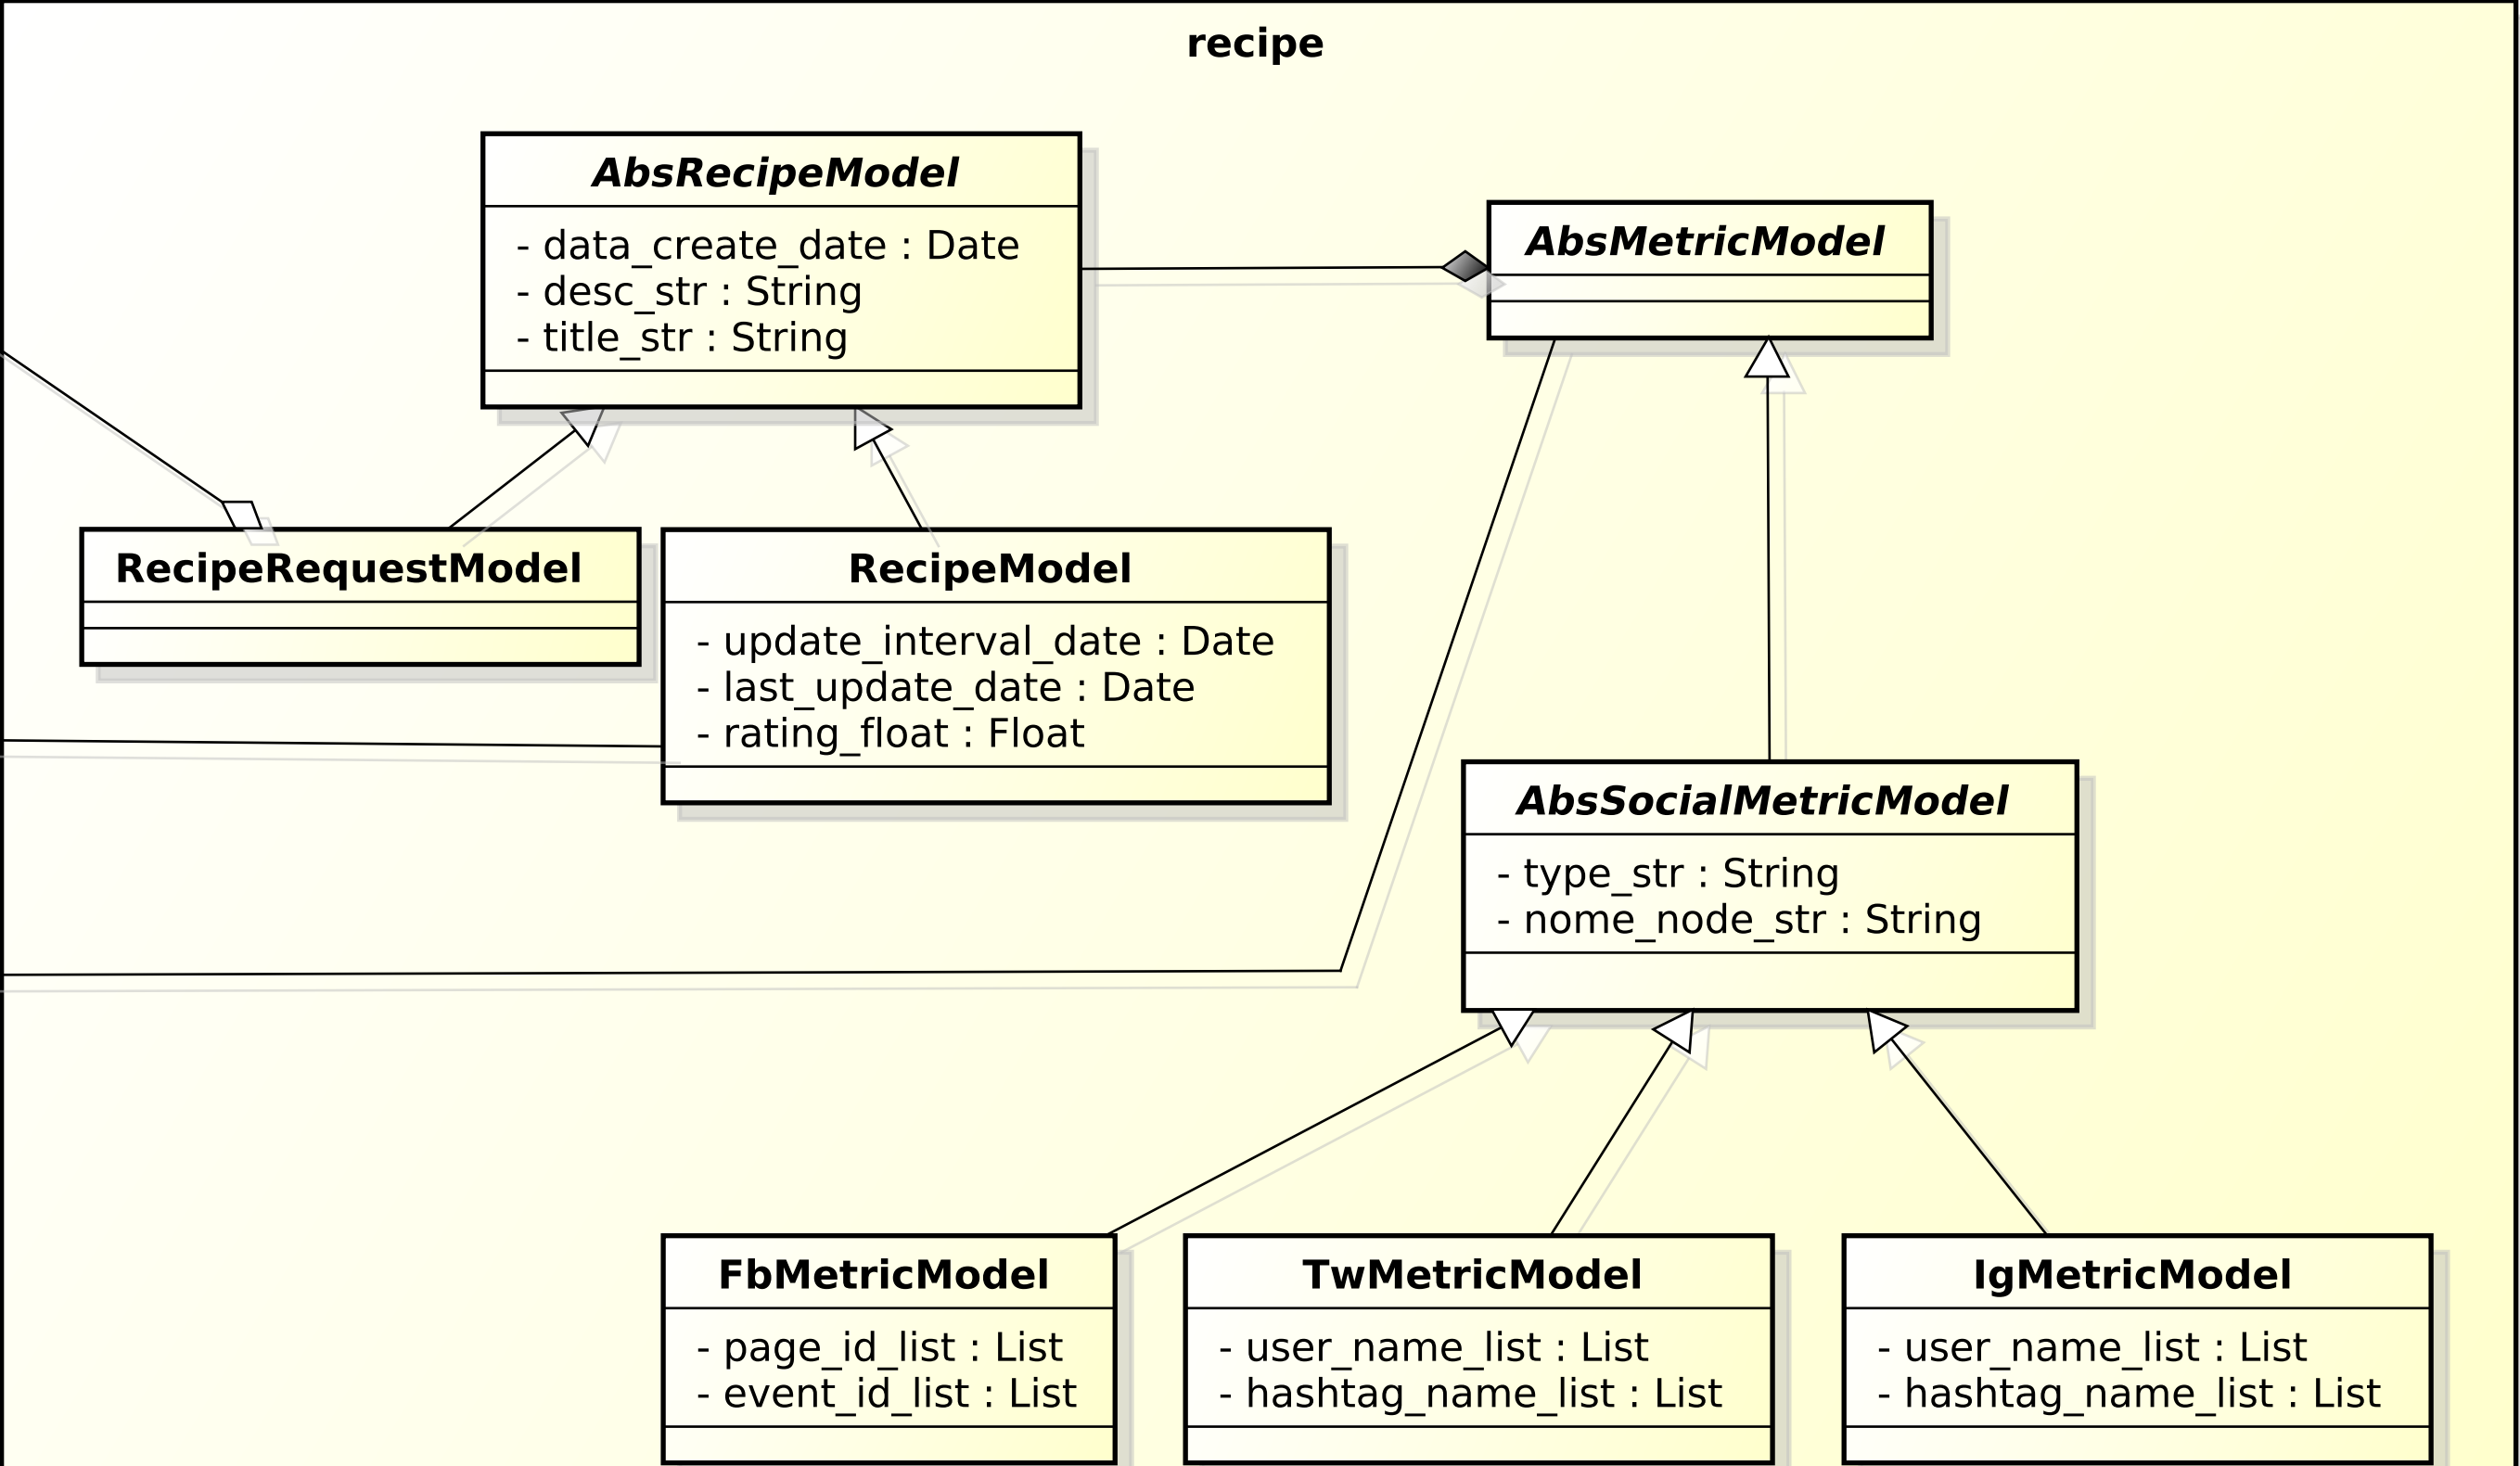 recipe
AbsRecipeModel
- data_create_date : Date
- desc_str : String
- title_str : String
AbsMetricModel
RecipeRequestModel
RecipeModel
- update_interval_date : Date
- last_update_date : Date
- rating_float : Float
AbsSocialMetricModel
- type_str : String
- nome_node_str : String
FbMetricModel
- page_id_list : List
- event_id_list : List
TwMetricModel
- user_name_list : List
- hashtag_name_list : List
IgMetricModel
- user_name_list : List
- hashtag_name_list : List